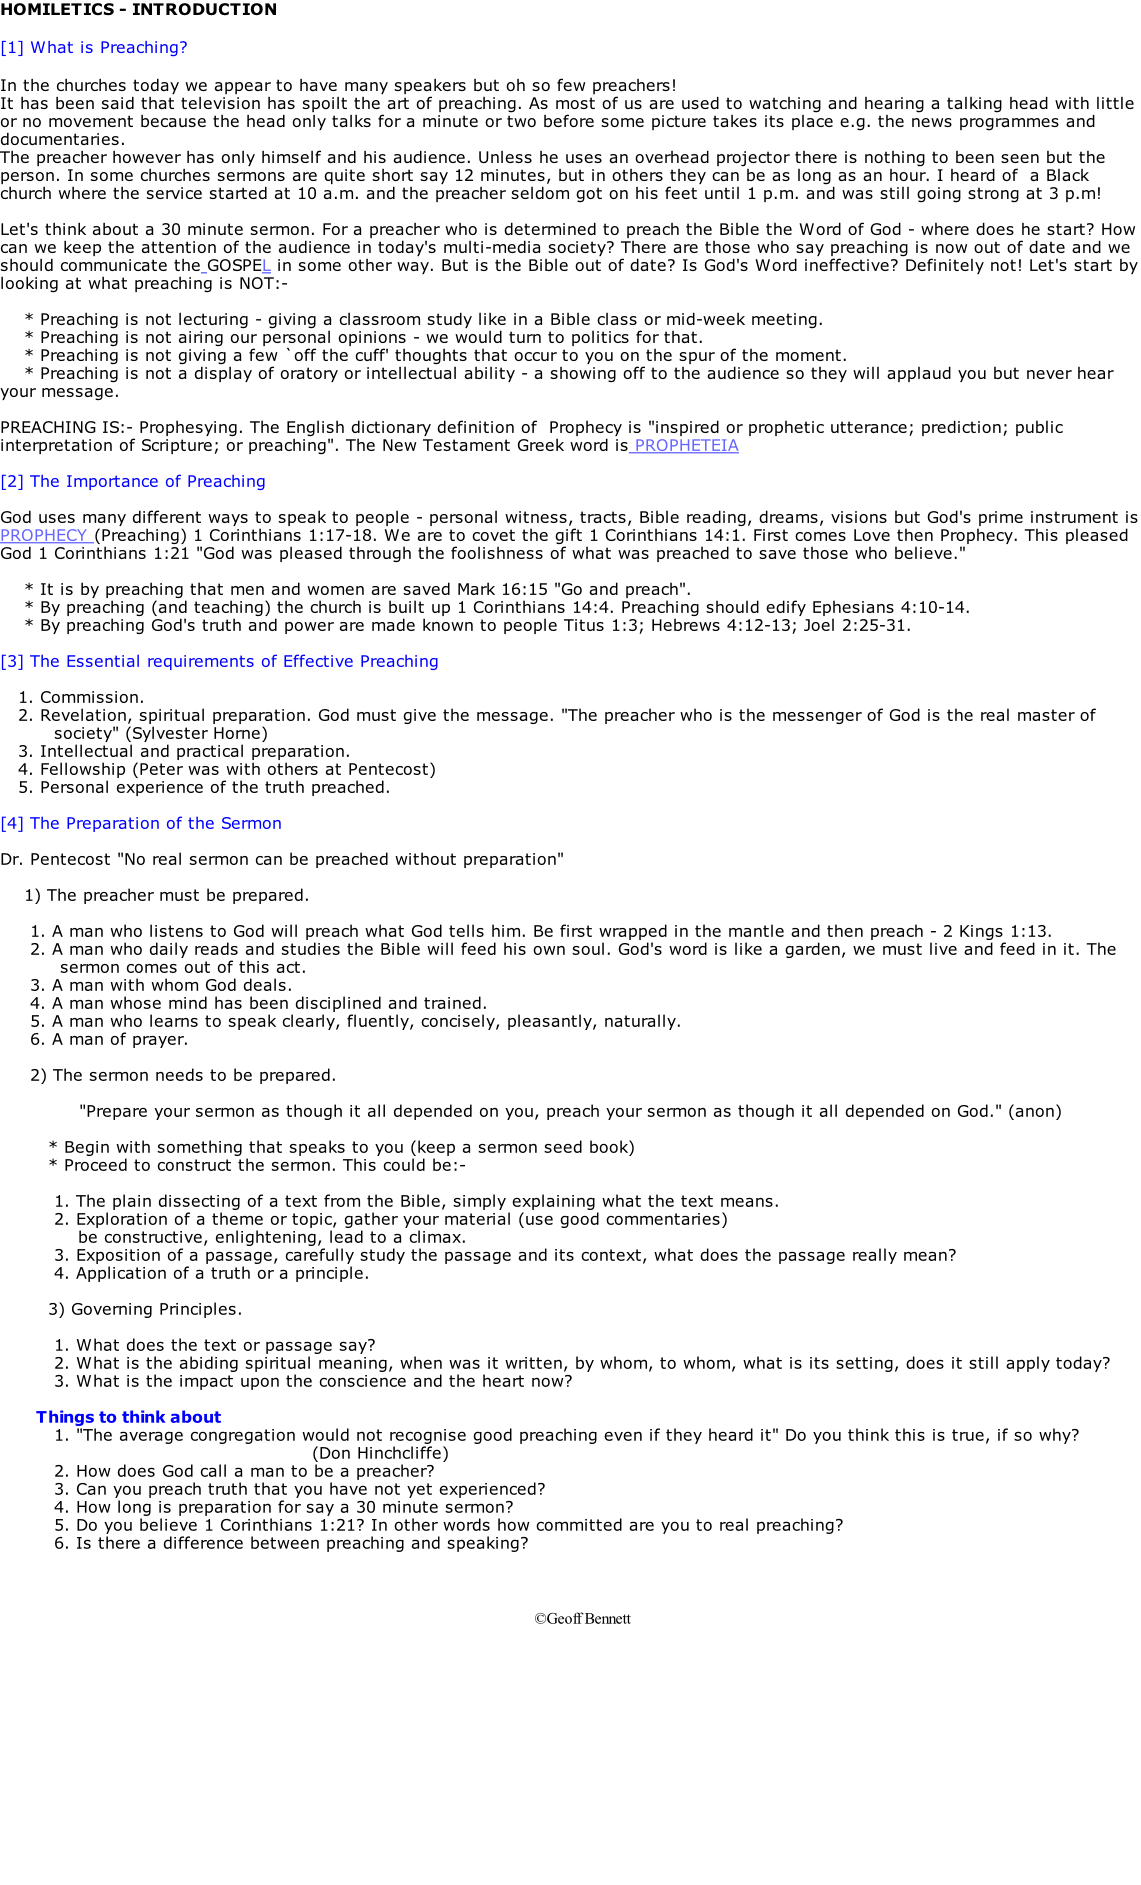 HOMILETICS - INTRODUCTION
[1] What is Preaching?
In the churches today we appear to have many speakers but oh so few preachers!
It has been said that television has spoilt the art of preaching. As most of us are used to watching and hearing a talking head with little
or no movement because the head only talks for a minute or two before some picture takes its place e.g. the news programmes and
documentaries.
The preacher however has only himself and his audience. Unless he uses an overhead projector there is nothing to been seen but the
person. In some churches sermons are quite short say 12 minutes, but in others they can be as long as an hour. I heard of  a Black
church where the service started at 10 a.m. and the preacher seldom got on his feet until 1 p.m. and was still going strong at 3 p.m!
Let's think about a 30 minute sermon. For a preacher who is determined to preach the Bible the Word of God - where does he start? How
can we keep the attention of the audience in today's multi-media society? There are those who say preaching is now out of date and we
should communicate the GOSPEL in some other way. But is the Bible out of date? Is God's Word ineffective? Definitely not! Let's start by
looking at what preaching is NOT:-
* Preaching is not lecturing - giving a classroom study like in a Bible class or mid-week meeting.
* Preaching is not airing our personal opinions - we would turn to politics for that.
* Preaching is not giving a few `off the cuff' thoughts that occur to you on the spur of the moment.
* Preaching is not a display of oratory or intellectual ability - a showing off to the audience so they will applaud you but never hear
your message.
PREACHING IS:- Prophesying. The English dictionary definition of  Prophecy is "inspired or prophetic utterance; prediction; public
interpretation of Scripture; or preaching". The New Testament Greek word is PROPHETEIA
[2] The Importance of Preaching
God uses many different ways to speak to people - personal witness, tracts, Bible reading, dreams, visions but God's prime instrument is
PROPHECY (Preaching) 1 Corinthians 1:17-18. We are to covet the gift 1 Corinthians 14:1. First comes Love then Prophecy. This pleased
God 1 Corinthians 1:21 "God was pleased through the foolishness of what was preached to save those who believe."
* It is by preaching that men and women are saved Mark 16:15 "Go and preach".
* By preaching (and teaching) the church is built up 1 Corinthians 14:4. Preaching should edify Ephesians 4:10-14.
* By preaching God's truth and power are made known to people Titus 1:3; Hebrews 4:12-13; Joel 2:25-31.
[3] The Essential requirements of Effective Preaching
1. Commission.
2. Revelation, spiritual preparation. God must give the message. "The preacher who is the messenger of God is the real master of
society" (Sylvester Horne)
3. Intellectual and practical preparation.
4. Fellowship (Peter was with others at Pentecost)
5. Personal experience of the truth preached.
[4] The Preparation of the Sermon
Dr. Pentecost "No real sermon can be preached without preparation"
1) The preacher must be prepared.
1. A man who listens to God will preach what God tells him. Be first wrapped in the mantle and then preach - 2 Kings 1:13.
2. A man who daily reads and studies the Bible will feed his own soul. God's word is like a garden, we must live and feed in it. The
sermon comes out of this act.
3. A man with whom God deals.
4. A man whose mind has been disciplined and trained.
5. A man who learns to speak clearly, fluently, concisely, pleasantly, naturally.
6. A man of prayer.
2) The sermon needs to be prepared.
"Prepare your sermon as though it all depended on you, preach your sermon as though it all depended on God." (anon)
* Begin with something that speaks to you (keep a sermon seed book)
* Proceed to construct the sermon. This could be:-
1. The plain dissecting of a text from the Bible, simply explaining what the text means.
2. Exploration of a theme or topic, gather your material (use good commentaries)
be constructive, enlightening, lead to a climax.
3. Exposition of a passage, carefully study the passage and its context, what does the passage really mean?
4. Application of a truth or a principle.
3) Governing Principles.
1. What does the text or passage say?
2. What is the abiding spiritual meaning, when was it written, by whom, to whom, what is its setting, does it still apply today?
3. What is the impact upon the conscience and the heart now?
Things to think about
1. "The average congregation would not recognise good preaching even if they heard it" Do you think this is true, if so why?
(Don Hinchcliffe)
2. How does God call a man to be a preacher?
3. Can you preach truth that you have not yet experienced?
4. How long is preparation for say a 30 minute sermon?
5. Do you believe 1 Corinthians 1:21? In other words how committed are you to real preaching?
6. Is there a difference between preaching and speaking?
©Geoff Bennett